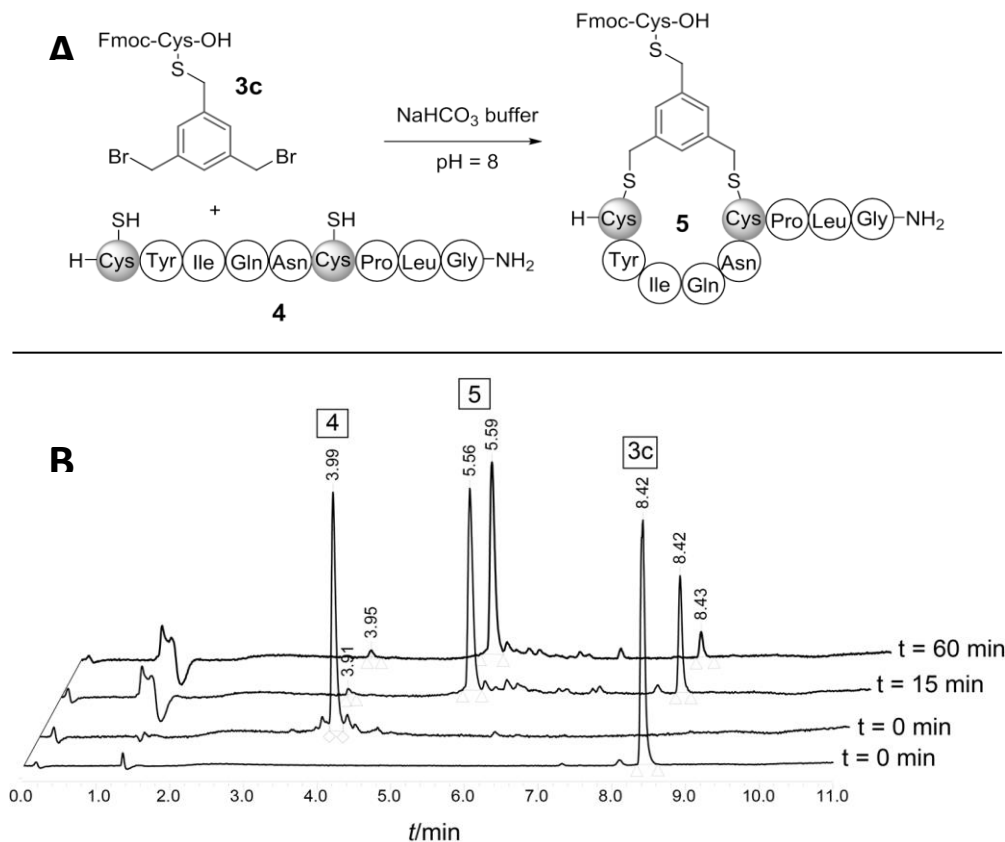 A
Fmoc-Cys-OH
S
3c
Br
Br
+
SH
SH
H-Cys Tyr Ile Gln Asn Cys Pro Leu Gly-NH2
4
NaHCO3 buffer
pH = 8
Fmoc-Cys-OH
S
S
S
H-Cys
5
Cys Pro Leu Gly-NH2
Tyr
Asn
Ile
Gln
B
4
5
3c
3.99
3.91
3.95
5.56
5.59
8.42
8.42
8.43
t = 60 min
t = 15 min
t = 0 min
t = 0 min
0.0 1.0 2.0 3.0 4.0 5.0 6.0 7.0 8.0 9.0 10.0 11.0
t/min